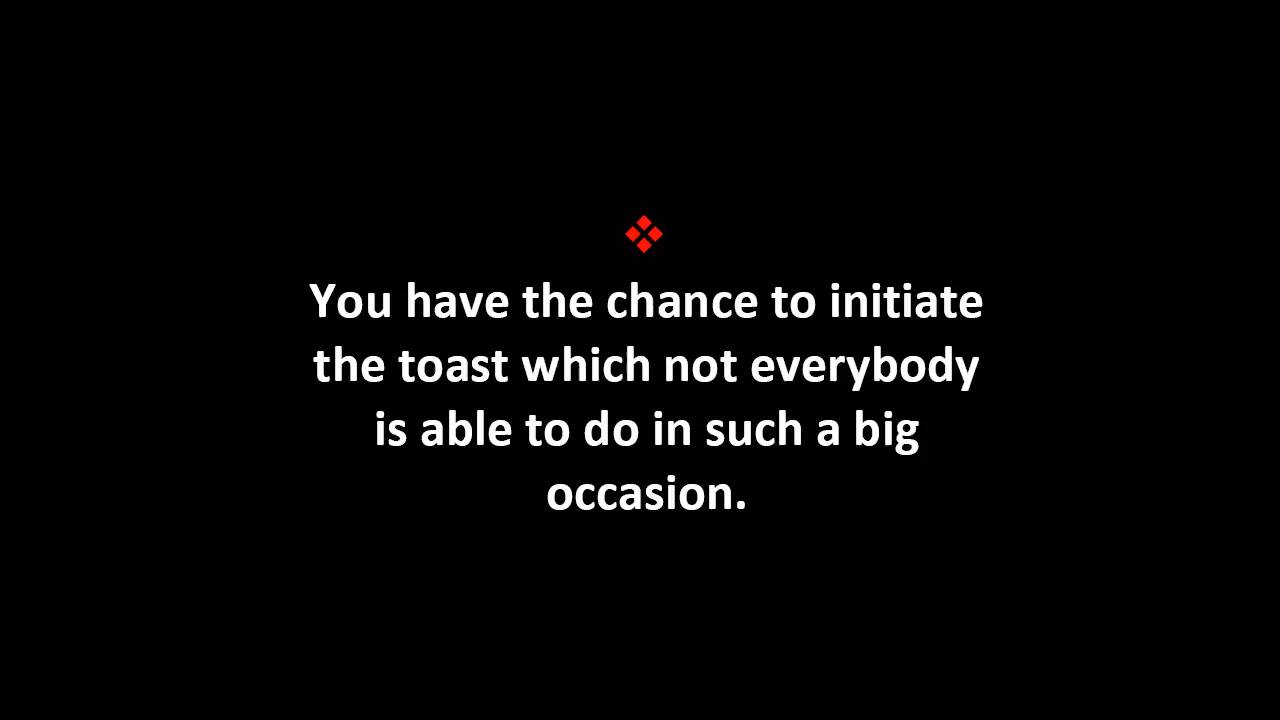 ❖
You have the chance to initiate
the toast which not everybody
is able to do in such a big
occasion.